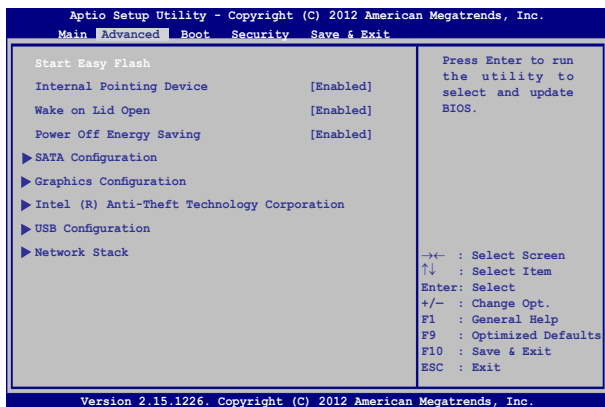 Aptio Setup Utility - Copyright (C) 2012 American Megatrends, Inc.
Main Advanced Boot Security Save & Exit
Start Easy Flash
Internal Pointing Device [Enabled]
Wake on Lid Open [Enabled]
Power Off Energy Saving [Enabled]
SATA Configuration
Graphics Configuration
Intel (R) Anti-Theft Technology Corporation
USB Configuration
Network Stack
Press Enter to run
the utility to
select and update
BIOS.
→← : Select Screen
↑↓ : Select Item
Enter: Select
+/— : Change Opt.
F1 : General Help
F9 : Optimized Defaults
F10 : Save & Exit
ESC : Exit
Version 2.15.1226. Copyright (C) 2012 American Megatrends, Inc.